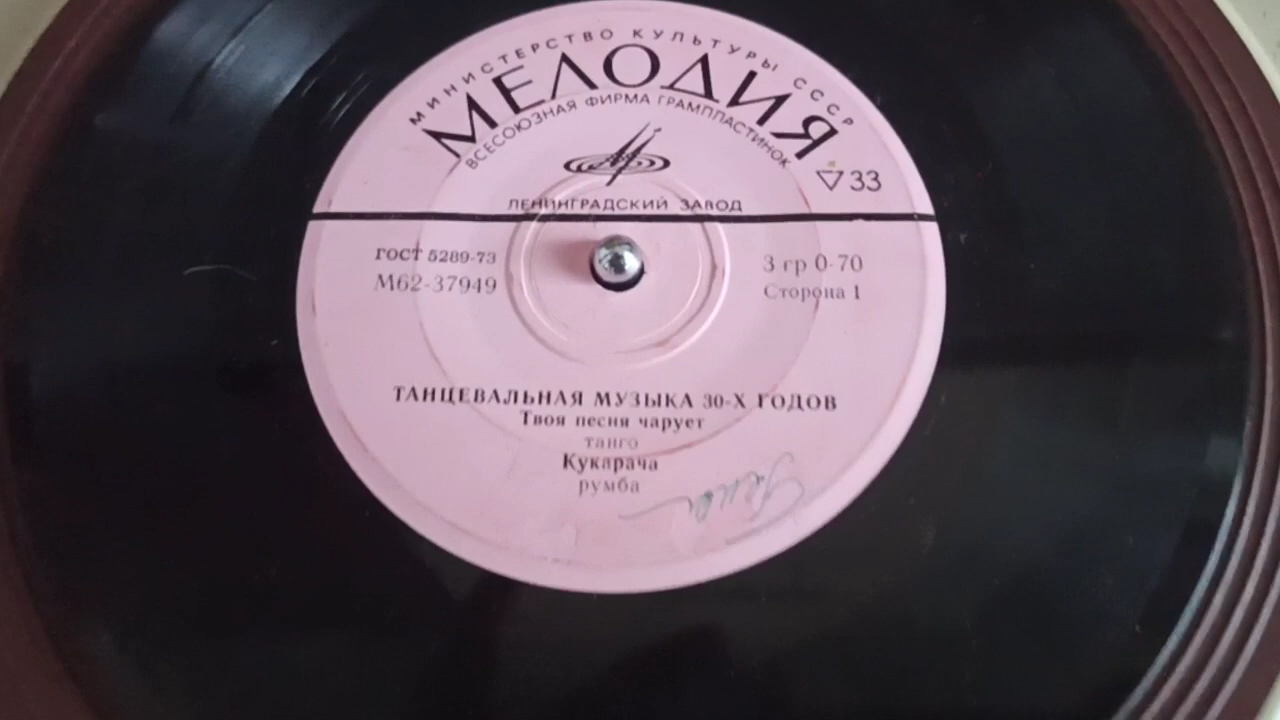 МИНИСТЕРСТВО КУЛЬТУРЫ СССР
МЕЛОДИЯ
ВСЕСОЮЗНАЯ ФИРМА ГРАМПЛАСТИНОК
33
ЛЕНИНГРАДСКИЙ ЗАВОД
ГОСТ 5289-73
3 гр 0-70
М62-37949
Сторона 1
ТАНЦЕВАЛЬНАЯ МУЗЫКА 30-Х ГОДОВ
Твоя песня чарует
танго
Кукарача
румба